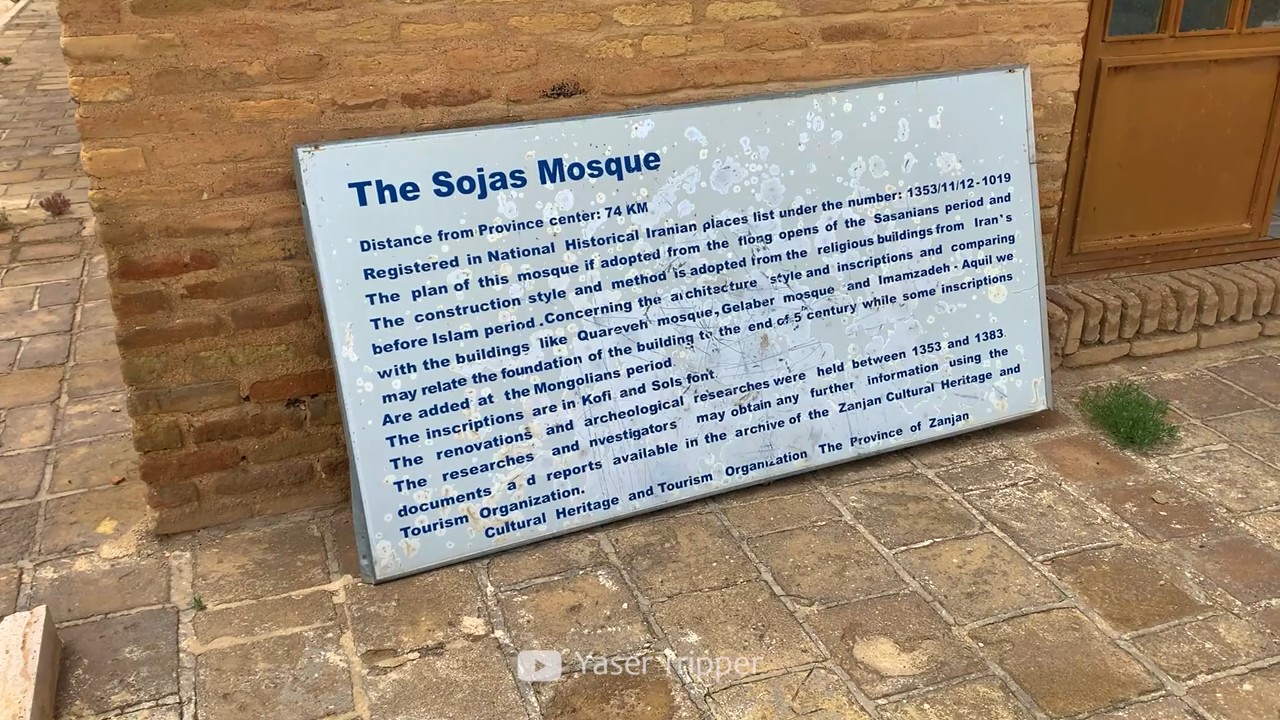 The Sojas Mosque
Distance from Province center: 74 KM
Registered in National Historical Iranian places list under the number: 1353/11/12-1019
The plan of this mosque if adopted from the flong opens of the Sasanians period and
The construction style and method is adopted from the religious buildings from Iran's
before Islam period .Concerning the architecture style and inscriptions and comparing
with the buildings like Quareveh mosque,Gelaber mosque and Imamzadeh - Aquil we
may relate the foundation of the building to the end of 5 century while some inscriptions
Are added at the Mongolians period.
The inscriptions are in Kofi and Sols font.
The renovations and archeological researches were held between 1353 and 1383.
The researches and nvestigators may obtain any further information using the
documents a d reports available in the archive of the Zanjan Cultural Heritage and
Tourism Organization.
Cultural Heritage and Tourism Organization The Province of Zanjan
Yaser Tripper